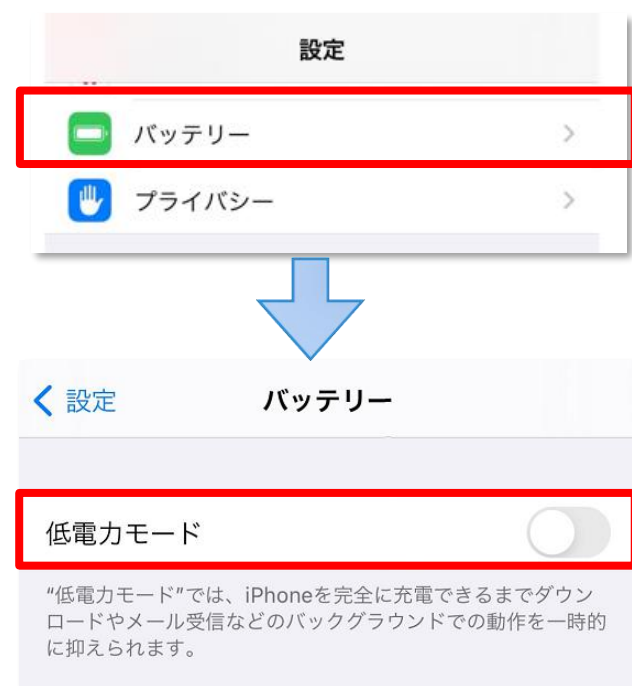 設定
バッテリー
プライバシー
設定
バッテリー
低電力モード
“低電力モード”では、iPhoneを完全に充電できるまでダウン
ロードやメール受信などのバックグラウンドでの動作を一時的
に抑えられます。